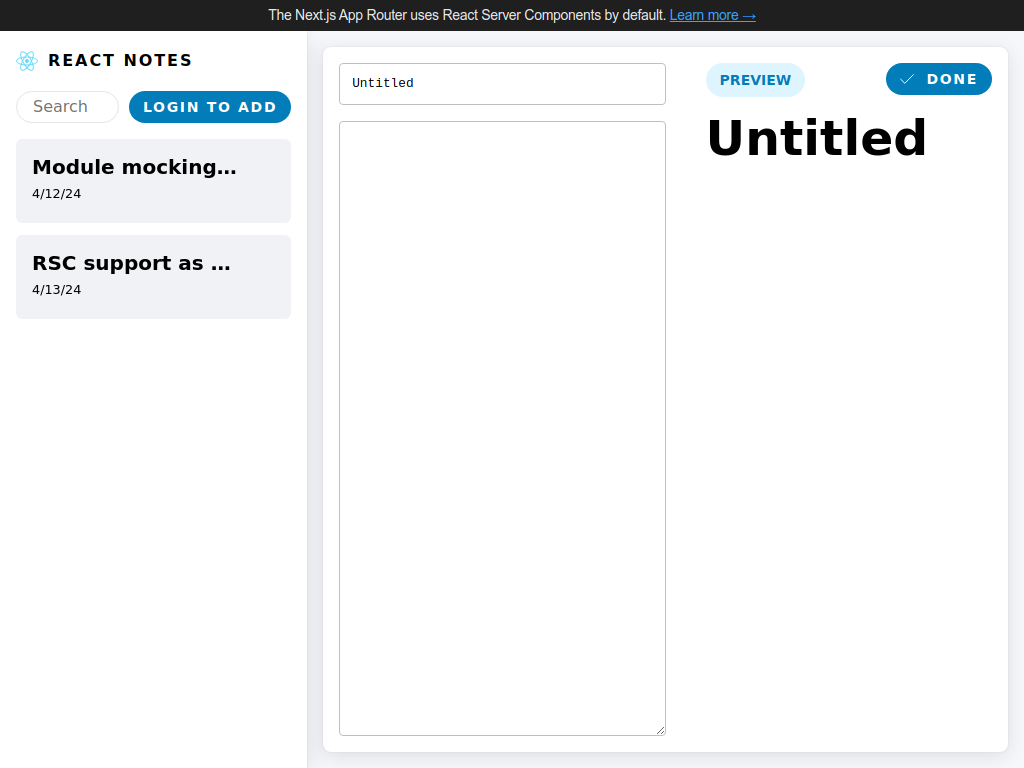 The Next.js App Router uses React Server Components by default. Learn more →
REACT NOTES
Search
LOGIN TO ADD
Module mocking...
4/12/24
RSC support as ...
4/13/24
Untitled
PREVIEW
DONE
Untitled